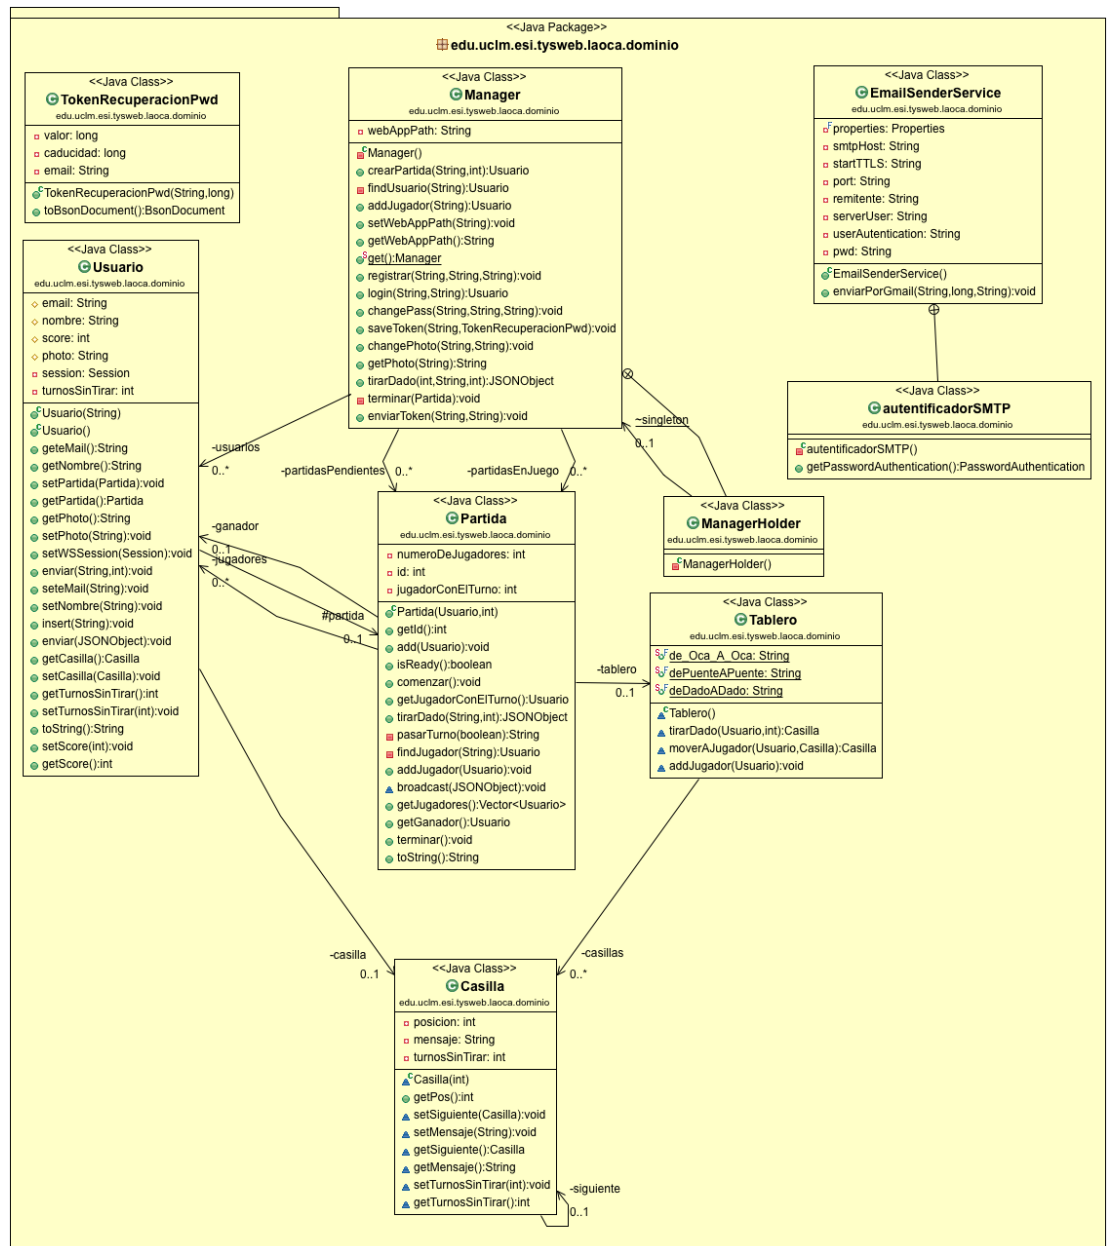 <<Java Package>>
edu.uclm.esi.tysweb.laoca.dominio
<<Java Class>>
TokenRecuperacionPwd
edu.uclm.esi.tysweb.laoca.dominio
valor: long
caducidad: long
email: String
TokenRecuperacionPwd(String,long)
toBsonDocument():BsonDocument
<<Java Class>>
Manager
edu.uclm.esi.tysweb.laoca.dominio
webAppPath: String
Manager()
crearPartida(String,int):Usuario
findUsuario(String):Usuario
addJugador(String):Usuario
setWebAppPath(String):void
getWebAppPath():String
get():Manager
registrar(String,String,String):void
login(String,String):Usuario
changePass(String,String,String):void
saveToken(String,TokenRecuperacionPwd):void
changePhoto(String,String):void
getPhoto(String):String
tirarDado(int,String,int):JSONObject
terminar(Partida):void
enviarToken(String,String):void
<<Java Class>>
EmailSenderService
edu.uclm.esi.tysweb.laoca.dominio
properties: Properties
smtpHost: String
startTTLS: String
port: String
remitente: String
serverUser: String
userAutentication: String
pwd: String
EmailSenderService()
enviarPorGmail(String,long,String):void
<<Java Class>>
Usuario
edu.uclm.esi.tysweb.laoca.dominio
email: String
nombre: String
score: int
photo: String
session: Session
turnosSinTirar: int
Usuario(String)
Usuario()
geteMail():String
getNombre():String
setPartida(Partida):void
getPartida():Partida
getPhoto():String
setPhoto(String):void
setWSSession(Session):void
enviar(String,int):void
seteMail(String):void
setNombre(String):void
insert(String):void
enviar(JSONObject):void
getCasilla():Casilla
setCasilla(Casilla):void
getTurnosSinTirar():int
setTurnosSinTirar(int):void
toString():String
setScore(int):void
getScore():int
<<Java Class>>
autentificadorSMTP
edu.uclm.esi.tysweb.laoca.dominio
autentificadorSMTP()
getPasswordAuthentication():PasswordAuthentication
-usuarios
0..*
-partidasPendientes
0..*
-partidasEnJuego
0..*
~singleton
0..1
<<Java Class>>
ManagerHolder
edu.uclm.esi.tysweb.laoca.dominio
ManagerHolder()
<<Java Class>>
Partida
edu.uclm.esi.tysweb.laoca.dominio
numeroDeJugadores: int
id: int
jugadorConElTurno: int
Partida(Usuario,int)
getId():int
add(Usuario):void
isReady():boolean
comenzar():void
getJugadorConElTurno():Usuario
tirarDado(String,int):JSONObject
pasarTurno(boolean):String
findJugador(String):Usuario
addJugador(Usuario):void
broadcast(JSONObject):void
getJugadores():Vector<Usuario>
getGanador():Usuario
terminar():void
toString():String
-ganador
0..1
-jugadores
0..*
#partida
0..1
-tablero
0..1
<<Java Class>>
Tablero
edu.uclm.esi.tysweb.laoca.dominio
de_Oca_A_Oca: String
dePuenteAPuente: String
deDadoADado: String
Tablero()
tirarDado(Usuario,int):Casilla
moverAJugador(Usuario,Casilla):Casilla
addJugador(Usuario):void
-casilla
0..1
-casillas
0..*
<<Java Class>>
Casilla
edu.uclm.esi.tysweb.laoca.dominio
posicion: int
mensaje: String
turnosSinTirar: int
Casilla(int)
getPos():int
setSiguiente(Casilla):void
setMensaje(String):void
getSiguiente():Casilla
getMensaje():String
setTurnosSinTirar(int):void
getTurnosSinTirar():int
-siguiente
0..1